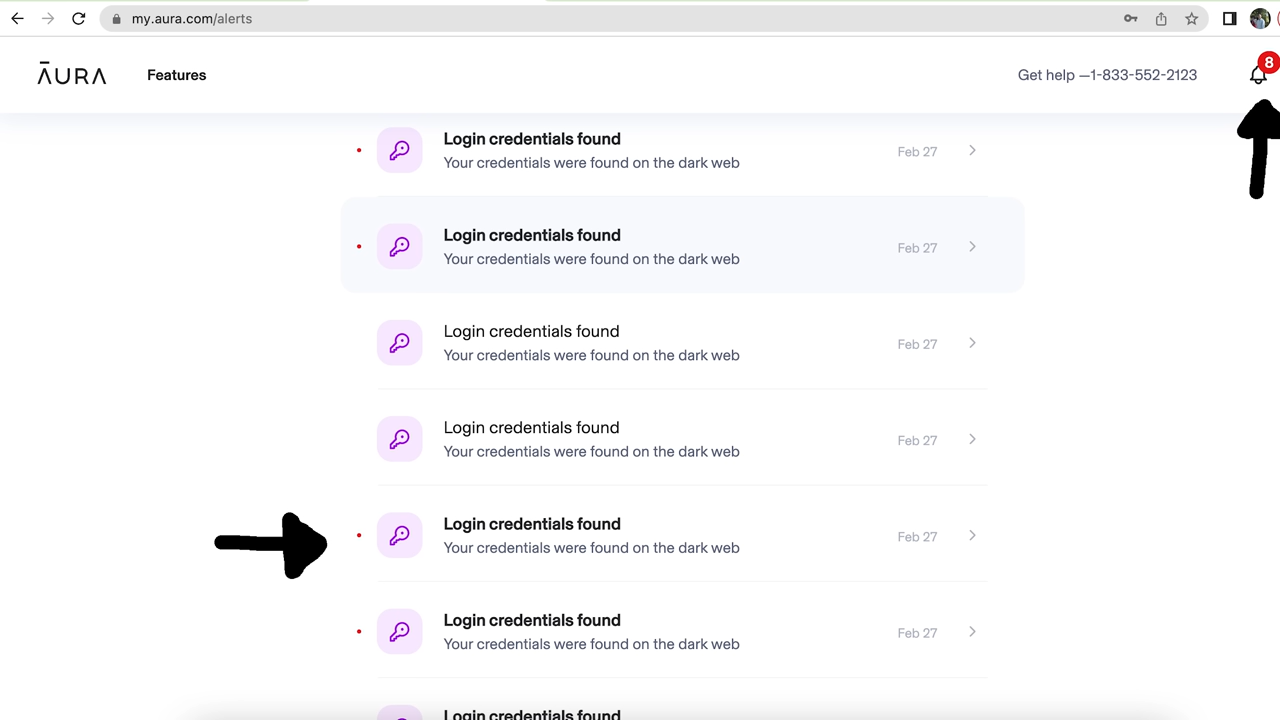 my.aura.com/alerts
ĀURA
Features
Get help —1-833-552-2123
8
Login credentials found
Your credentials were found on the dark web
Feb 27
Login credentials found
Your credentials were found on the dark web
Feb 27
Login credentials found
Your credentials were found on the dark web
Feb 27
Login credentials found
Your credentials were found on the dark web
Feb 27
Login credentials found
Your credentials were found on the dark web
Feb 27
Login credentials found
Your credentials were found on the dark web
Feb 27
Login credentials found